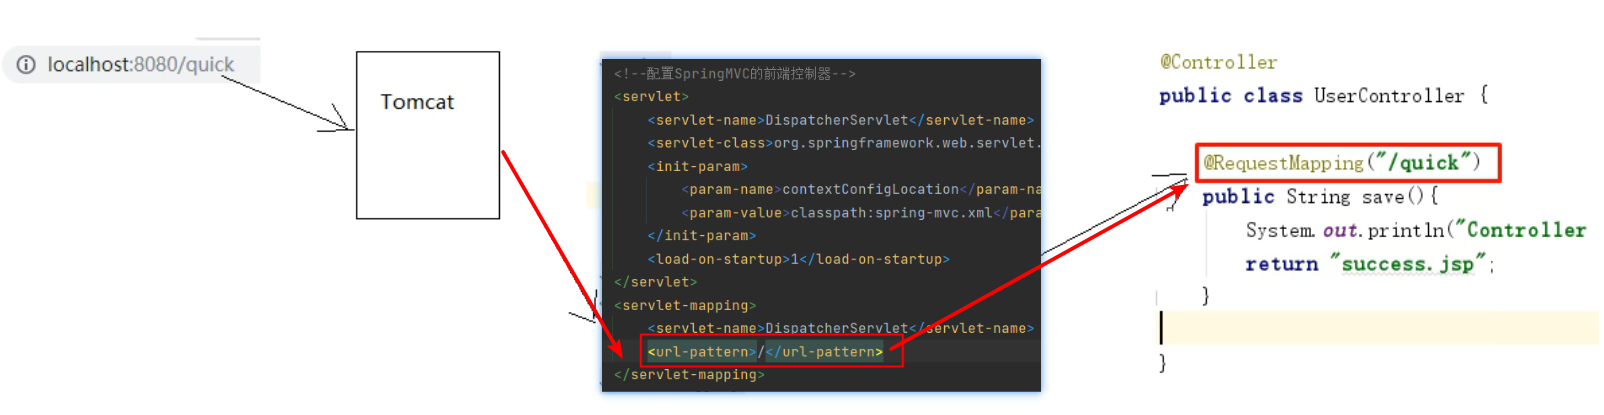 localhost:8080/quick
Tomcat
<!--配置SpringMVC的前端控制器-->
<servlet>
<servlet-name>DispatcherServlet</servlet-name>
<servlet-class>org.springframework.web.servlet.
<init-param>
<param-name>contextConfigLocation</param-na
<param-value>classpath:spring-mvc.xml</para
</init-param>
<load-on-startup>1</load-on-startup>
</servlet>
<servlet-mapping>
<servlet-name>DispatcherServlet</servlet-name>
<url-pattern>/</url-pattern>
</servlet-mapping>
@Controller
public class UserController {
@RequestMapping("/quick")
public String save(){
System.out.println("Controller
return "success.jsp";
}
}